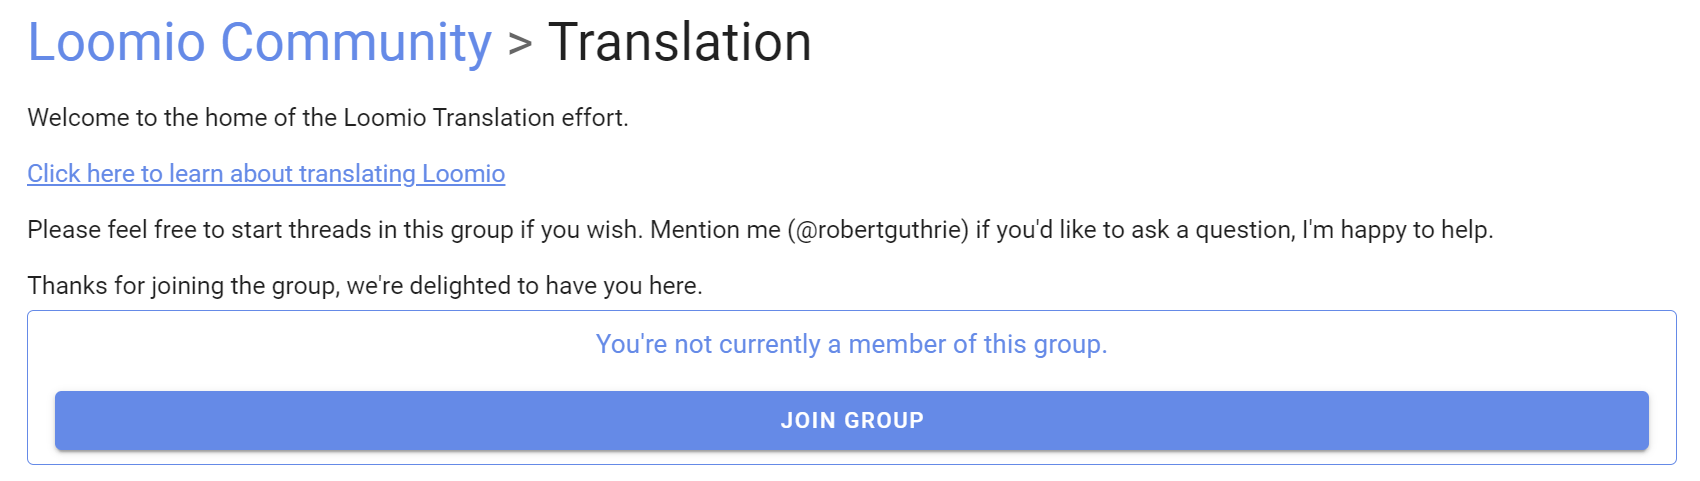 Loomio Community > Translation
Welcome to the home of the Loomio Translation effort.
Click here to learn about translating Loomio
Please feel free to start threads in this group if you wish. Mention me (@robertguthrie) if you'd like to ask a question, I'm happy to help.
Thanks for joining the group, we're delighted to have you here.
You're not currently a member of this group.
JOIN GROUP